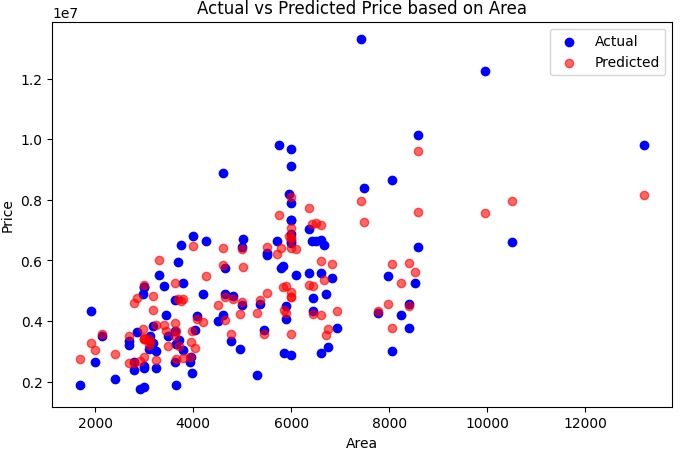 Actual vs Predicted Price based on Area
1e7
Actual
Predicted
1.2
1.0
0.8
0.6
0.4
0.2
Price
2000 4000 6000 8000 10000 12000
Area